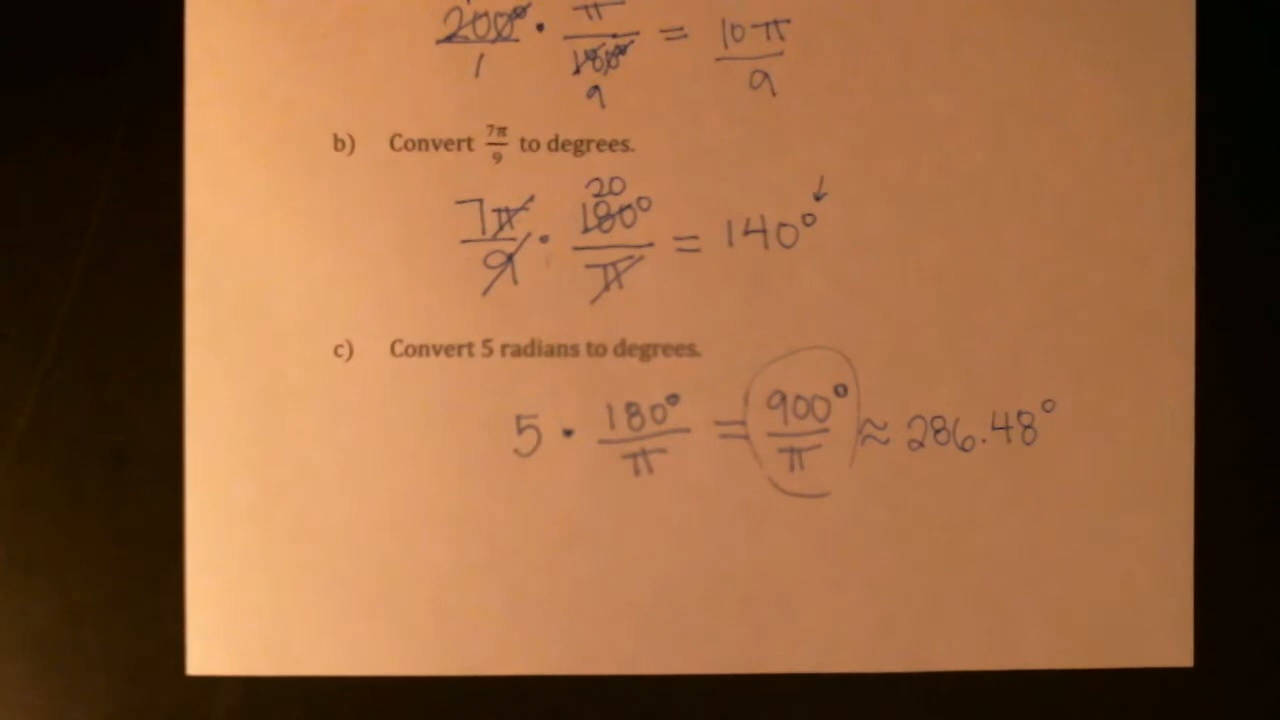 200° · π/180° = 10π/9
1
9
b) Convert 7π/9 to degrees.
20
7π/9 · 180°/π = 140°
c) Convert 5 radians to degrees.
5 · 180°/π = 900°/π ≈ 286.48°